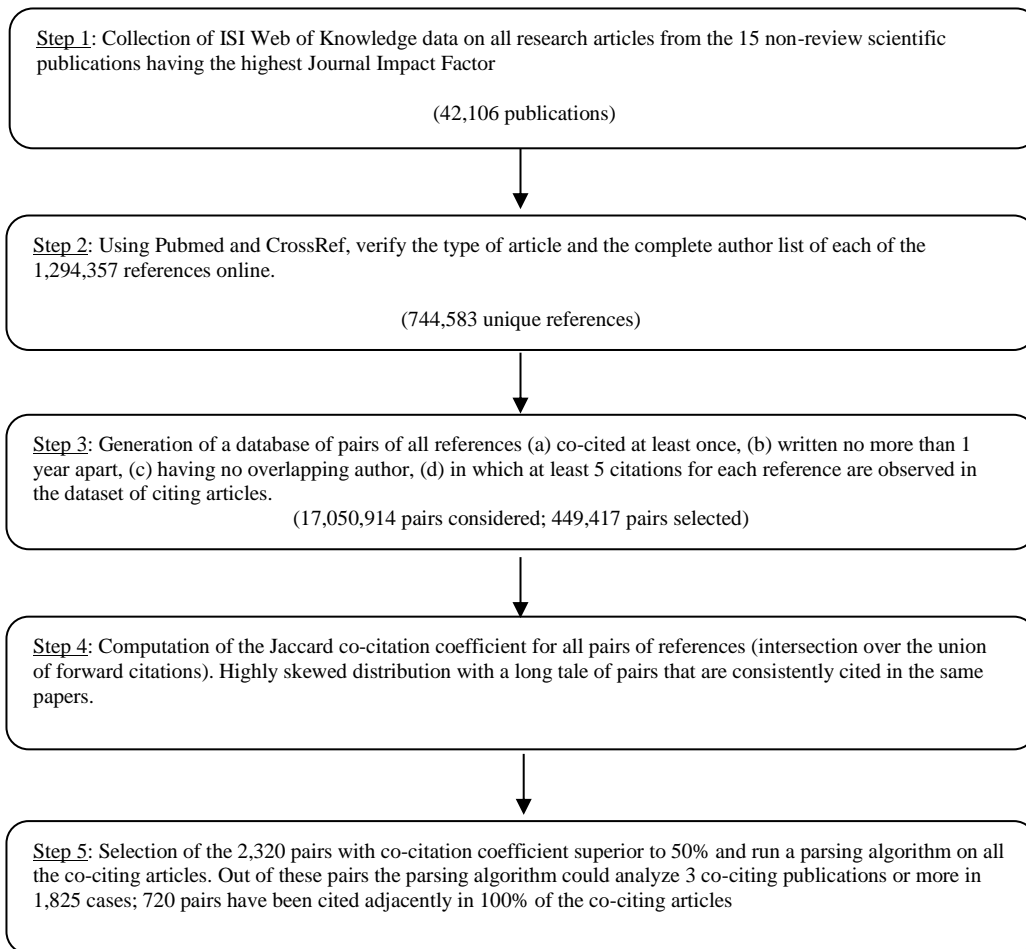 Step 1: Collection of ISI Web of Knowledge data on all research articles from the 15 non-review scientific
publications having the highest Journal Impact Factor
(42,106 publications)
Step 2: Using Pubmed and CrossRef, verify the type of article and the complete author list of each of the
1,294,357 references online.
(744,583 unique references)
Step 3: Generation of a database of pairs of all references (a) co-cited at least once, (b) written no more than 1
year apart, (c) having no overlapping author, (d) in which at least 5 citations for each reference are observed in
the dataset of citing articles.
(17,050,914 pairs considered; 449,417 pairs selected)
Step 4: Computation of the Jaccard co-citation coefficient for all pairs of references (intersection over the union
of forward citations). Highly skewed distribution with a long tale of pairs that are consistently cited in the same
papers.
Step 5: Selection of the 2,320 pairs with co-citation coefficient superior to 50% and run a parsing algorithm on all
the co-citing articles. Out of these pairs the parsing algorithm could analyze 3 co-citing publications or more in
1,825 cases; 720 pairs have been cited adjacently in 100% of the co-citing articles